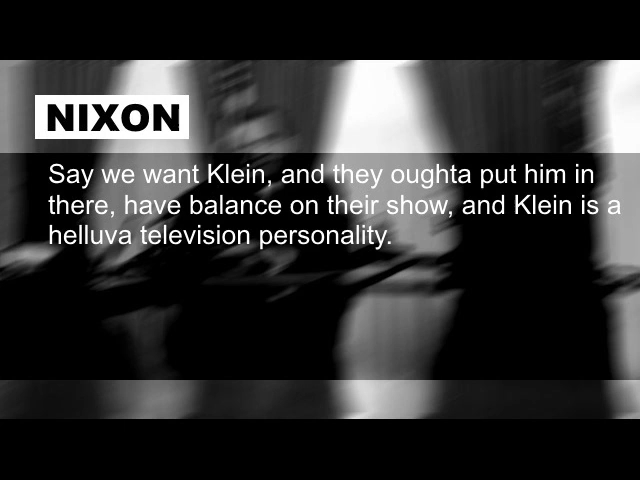 NIXON
Say we want Klein, and they oughta put him in
there, have balance on their show, and Klein is a
helluva television personality.